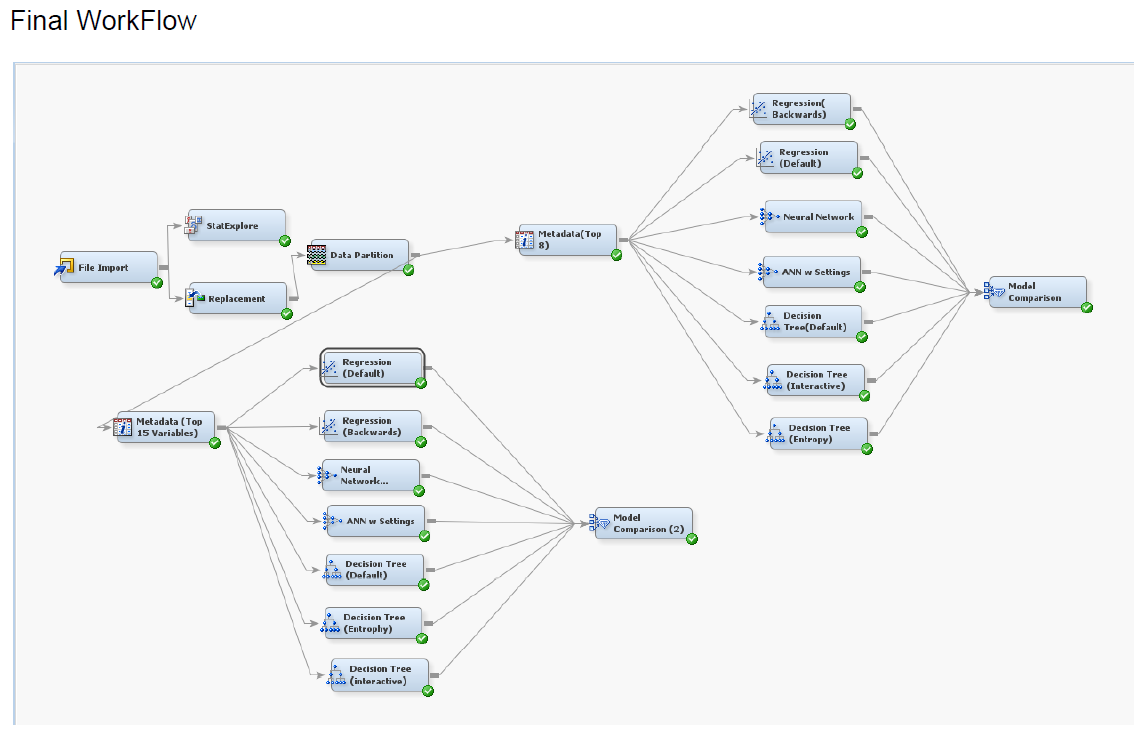 Final WorkFlow
Regression(
Backwards)
Regression
(Default)
StatExplore
Neural Network
Metadata(Top
8)
Data Partition
File Import
ANN w Settings
Replacement
Model
Comparison
Decision
Tree(Default)
Decision Tree
(Interactive)
Decision Tree
(Entropy)
Regression
(Default)
Metadata (Top
15 Variables)
Regression
(Backwards)
Neural
Network...
ANN w Settings
Model
Comparison (2)
Decision Tree
(Default)
Decision Tree
(Entrophy)
Decision Tree
(interactive)